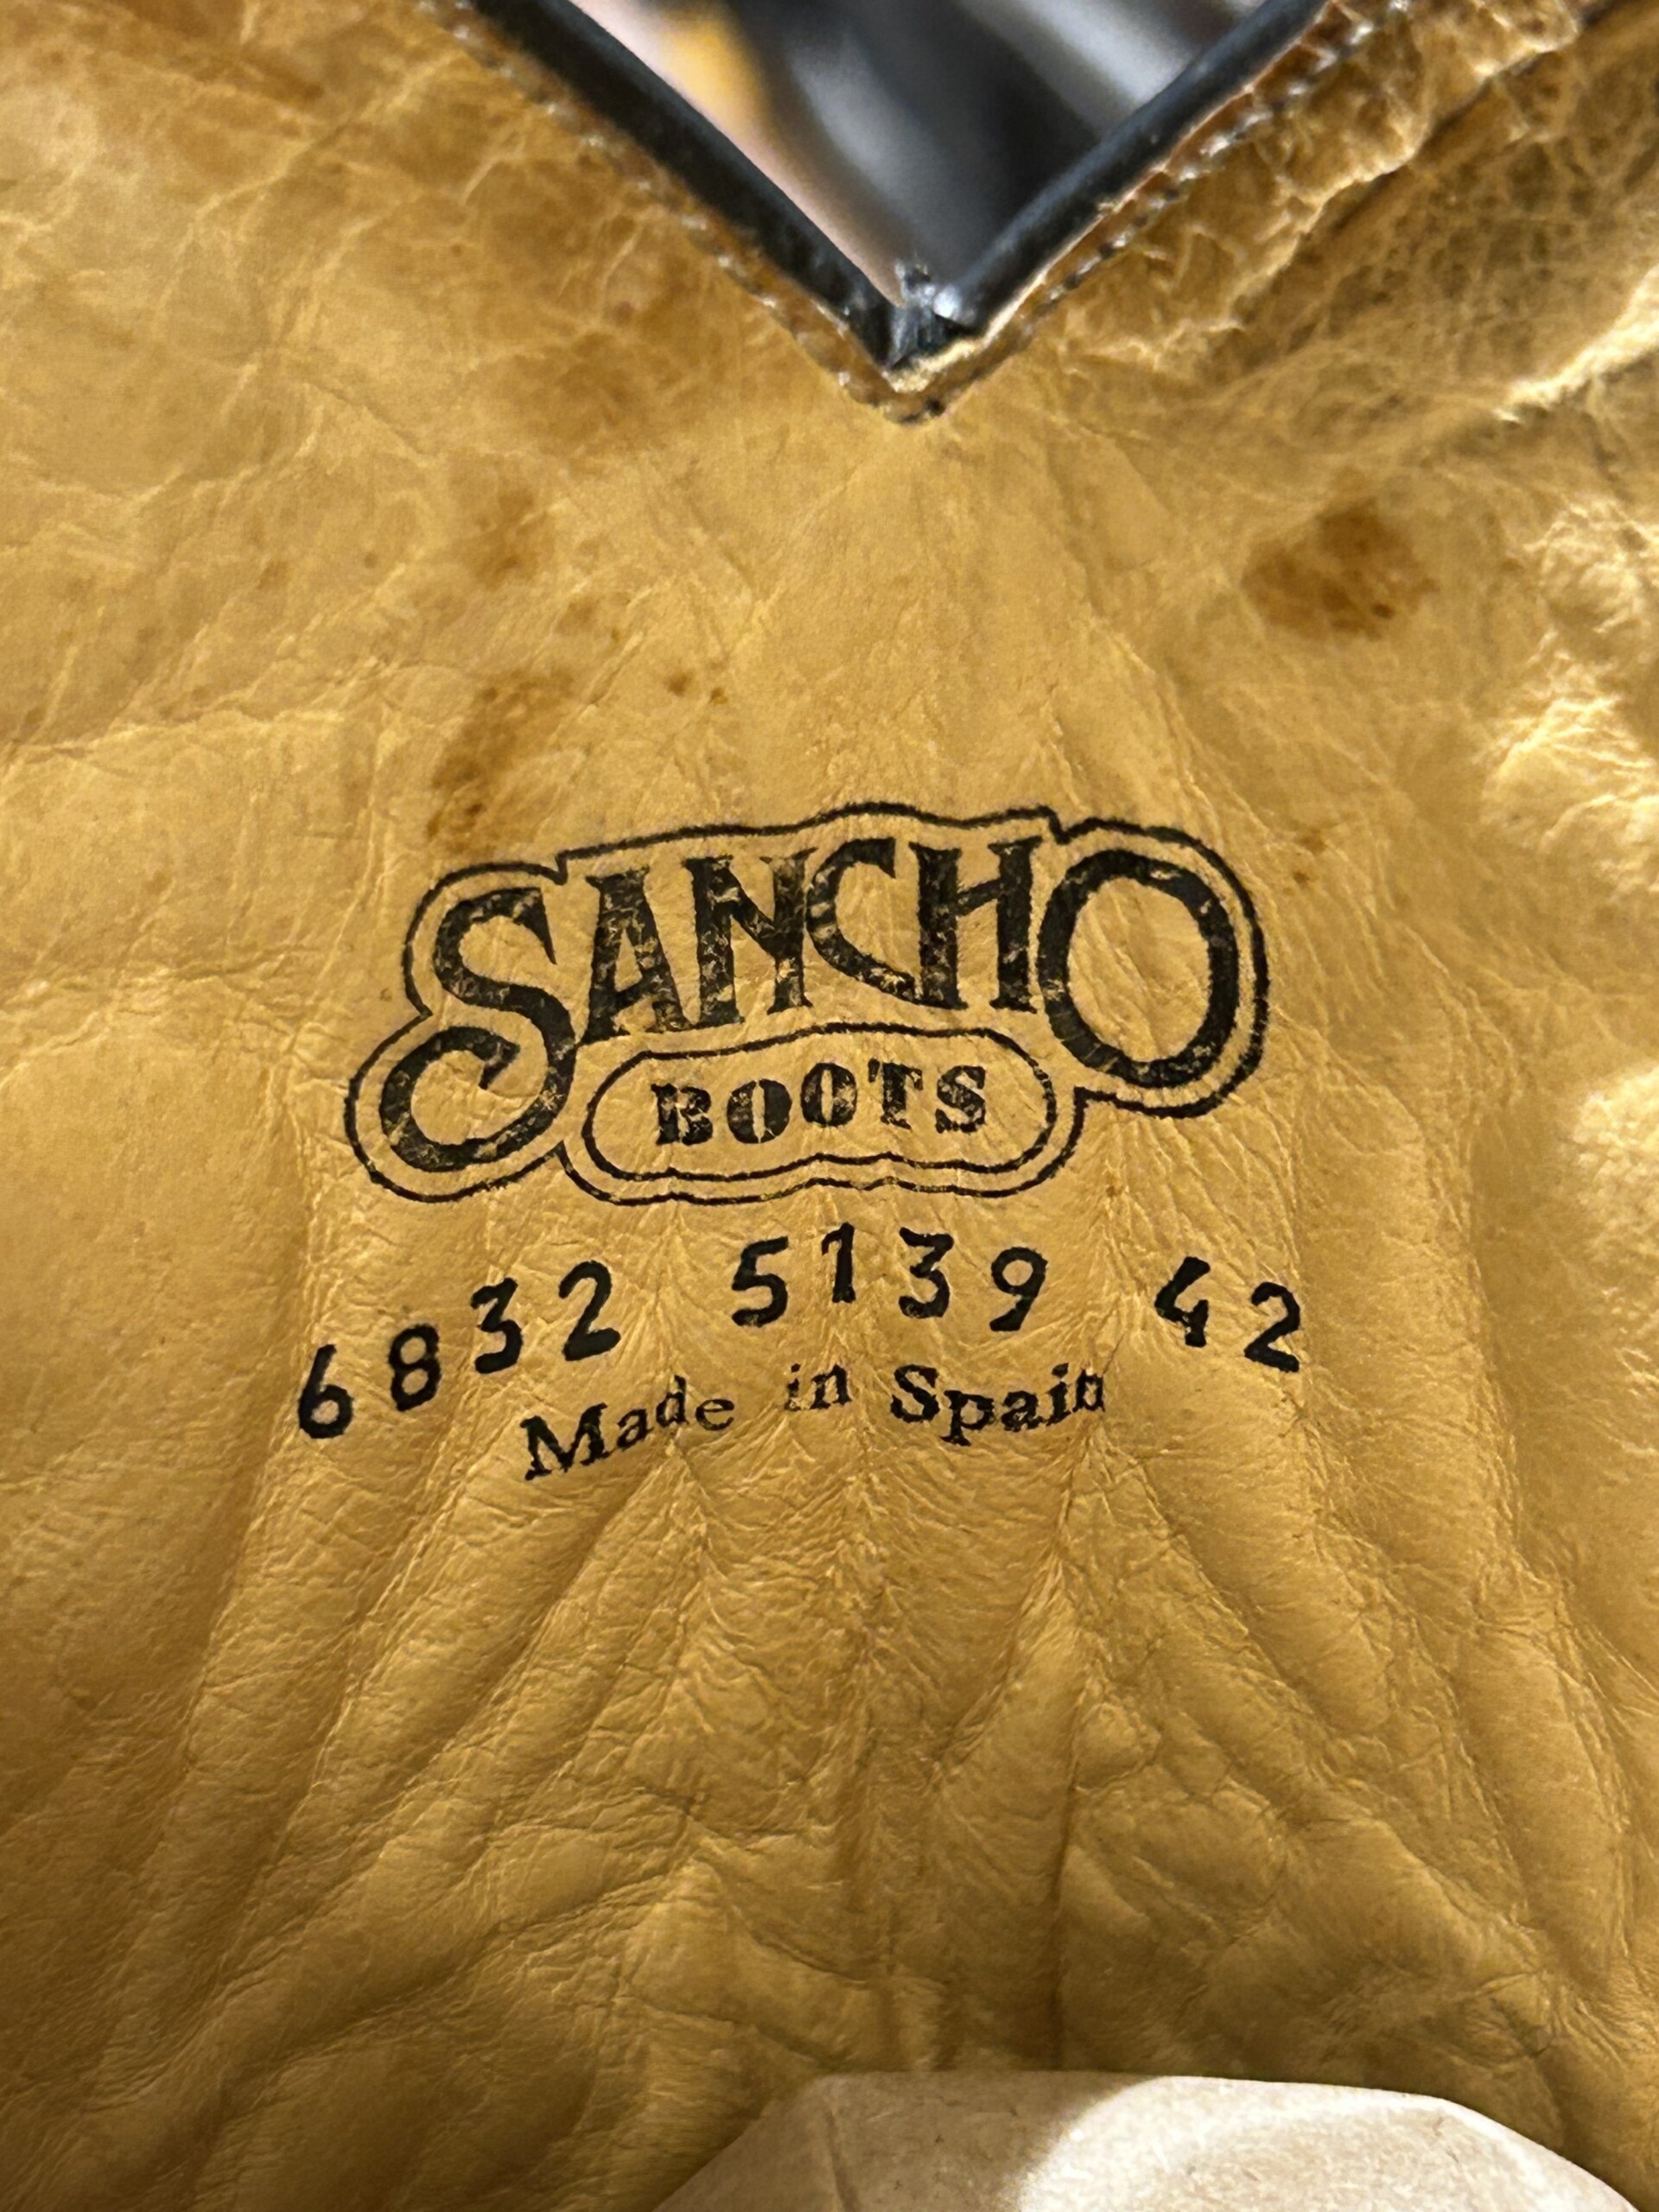 SANCHO
BOOTS
6832 5139 42
Made in Spain